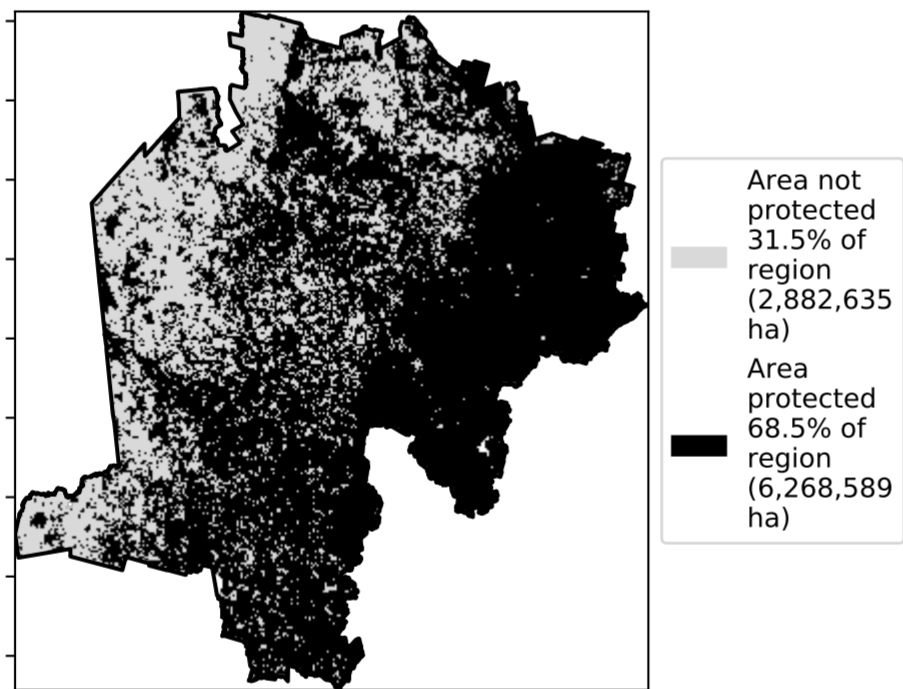 Area not
protected
31.5% of
region
(2,882,635
ha)
Area
protected
68.5% of
region
(6,268,589
ha)